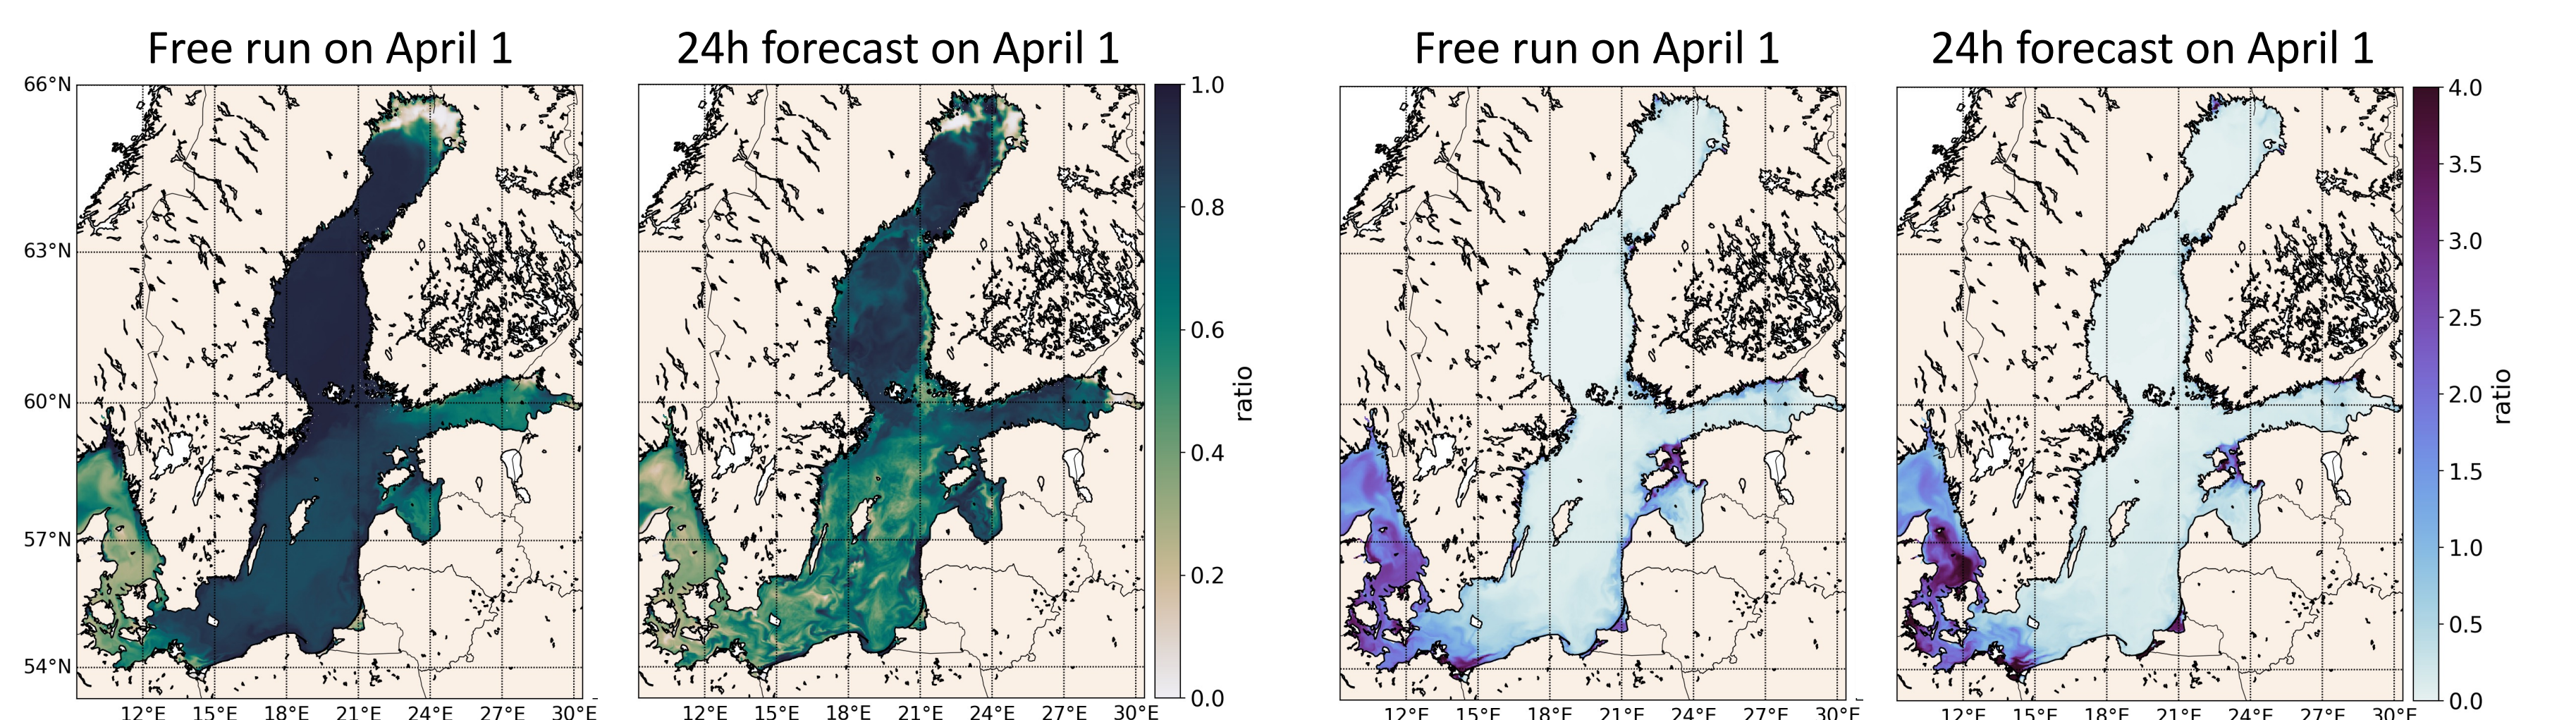 Free run on April 1
24h forecast on April 1
Free run on April 1
24h forecast on April 1
66°N
63°N
60°N
57°N
54°N
12°E 15°E 18°E 21°E 24°E 27°E 30°E
12°E 15°E 18°E 21°E 24°E 27°E 30°E
1.0
0.8
0.6
0.4
0.2
0.0
ratio
12°E 15°E 18°E 21°E 24°E 27°E 30°E
12°E 15°E 18°E 21°E 24°E 27°E 30°E
4.0
3.5
3.0
2.5
2.0
1.5
1.0
0.5
0.0
ratio